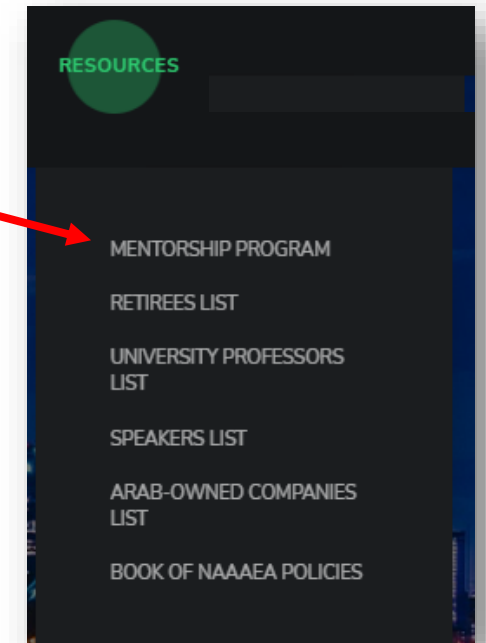 RESOURCES
MENTORSHIP PROGRAM
RETIREES LIST
UNIVERSITY PROFESSORS
LIST
SPEAKERS LIST
ARAB-OWNED COMPANIES
LIST
BOOK OF NAAAEA POLICIES